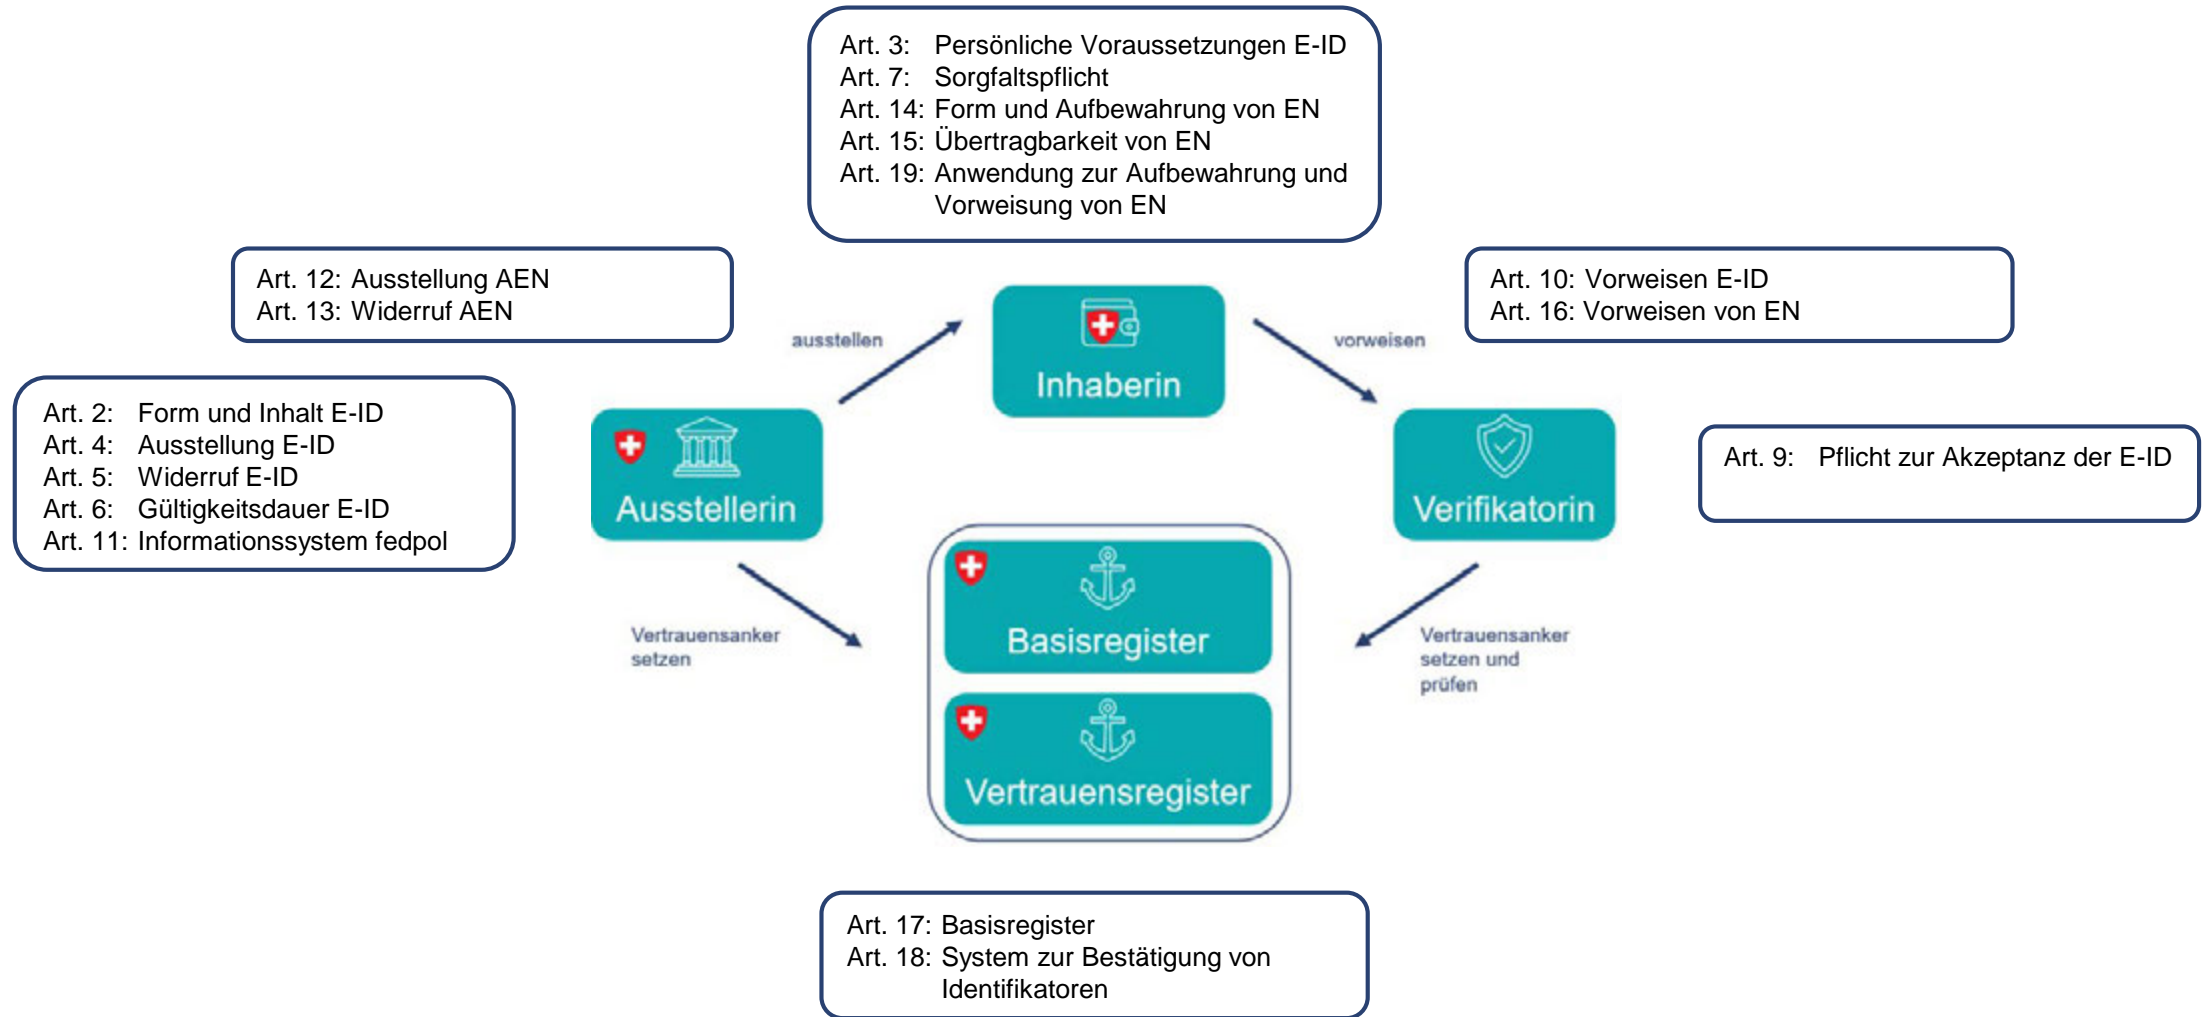 Art. 3: Persönliche Voraussetzungen E-ID
Art. 7: Sorgfaltspflicht
Art. 14: Form und Aufbewahrung von EN
Art. 15: Übertragbarkeit von EN
Art. 19: Anwendung zur Aufbewahrung und
Vorweisung von EN
Art. 12: Ausstellung AEN
Art. 13: Widerruf AEN
Art. 10: Vorweisen E-ID
Art. 16: Vorweisen von EN
ausstellen
vorweisen
Inhaberin
Art. 2: Form und Inhalt E-ID
Art. 4: Ausstellung E-ID
Art. 5: Widerruf E-ID
Art. 6: Gültigkeitsdauer E-ID
Art. 11: Informationssystem fedpol
Ausstellerin
Verifikatorin
Art. 9: Pflicht zur Akzeptanz der E-ID
Vertrauensanker
setzen
Basisregister
Vertrauensanker
setzen und
prüfen
Vertrauensregister
Art. 17: Basisregister
Art. 18: System zur Bestätigung von
Identifikatoren